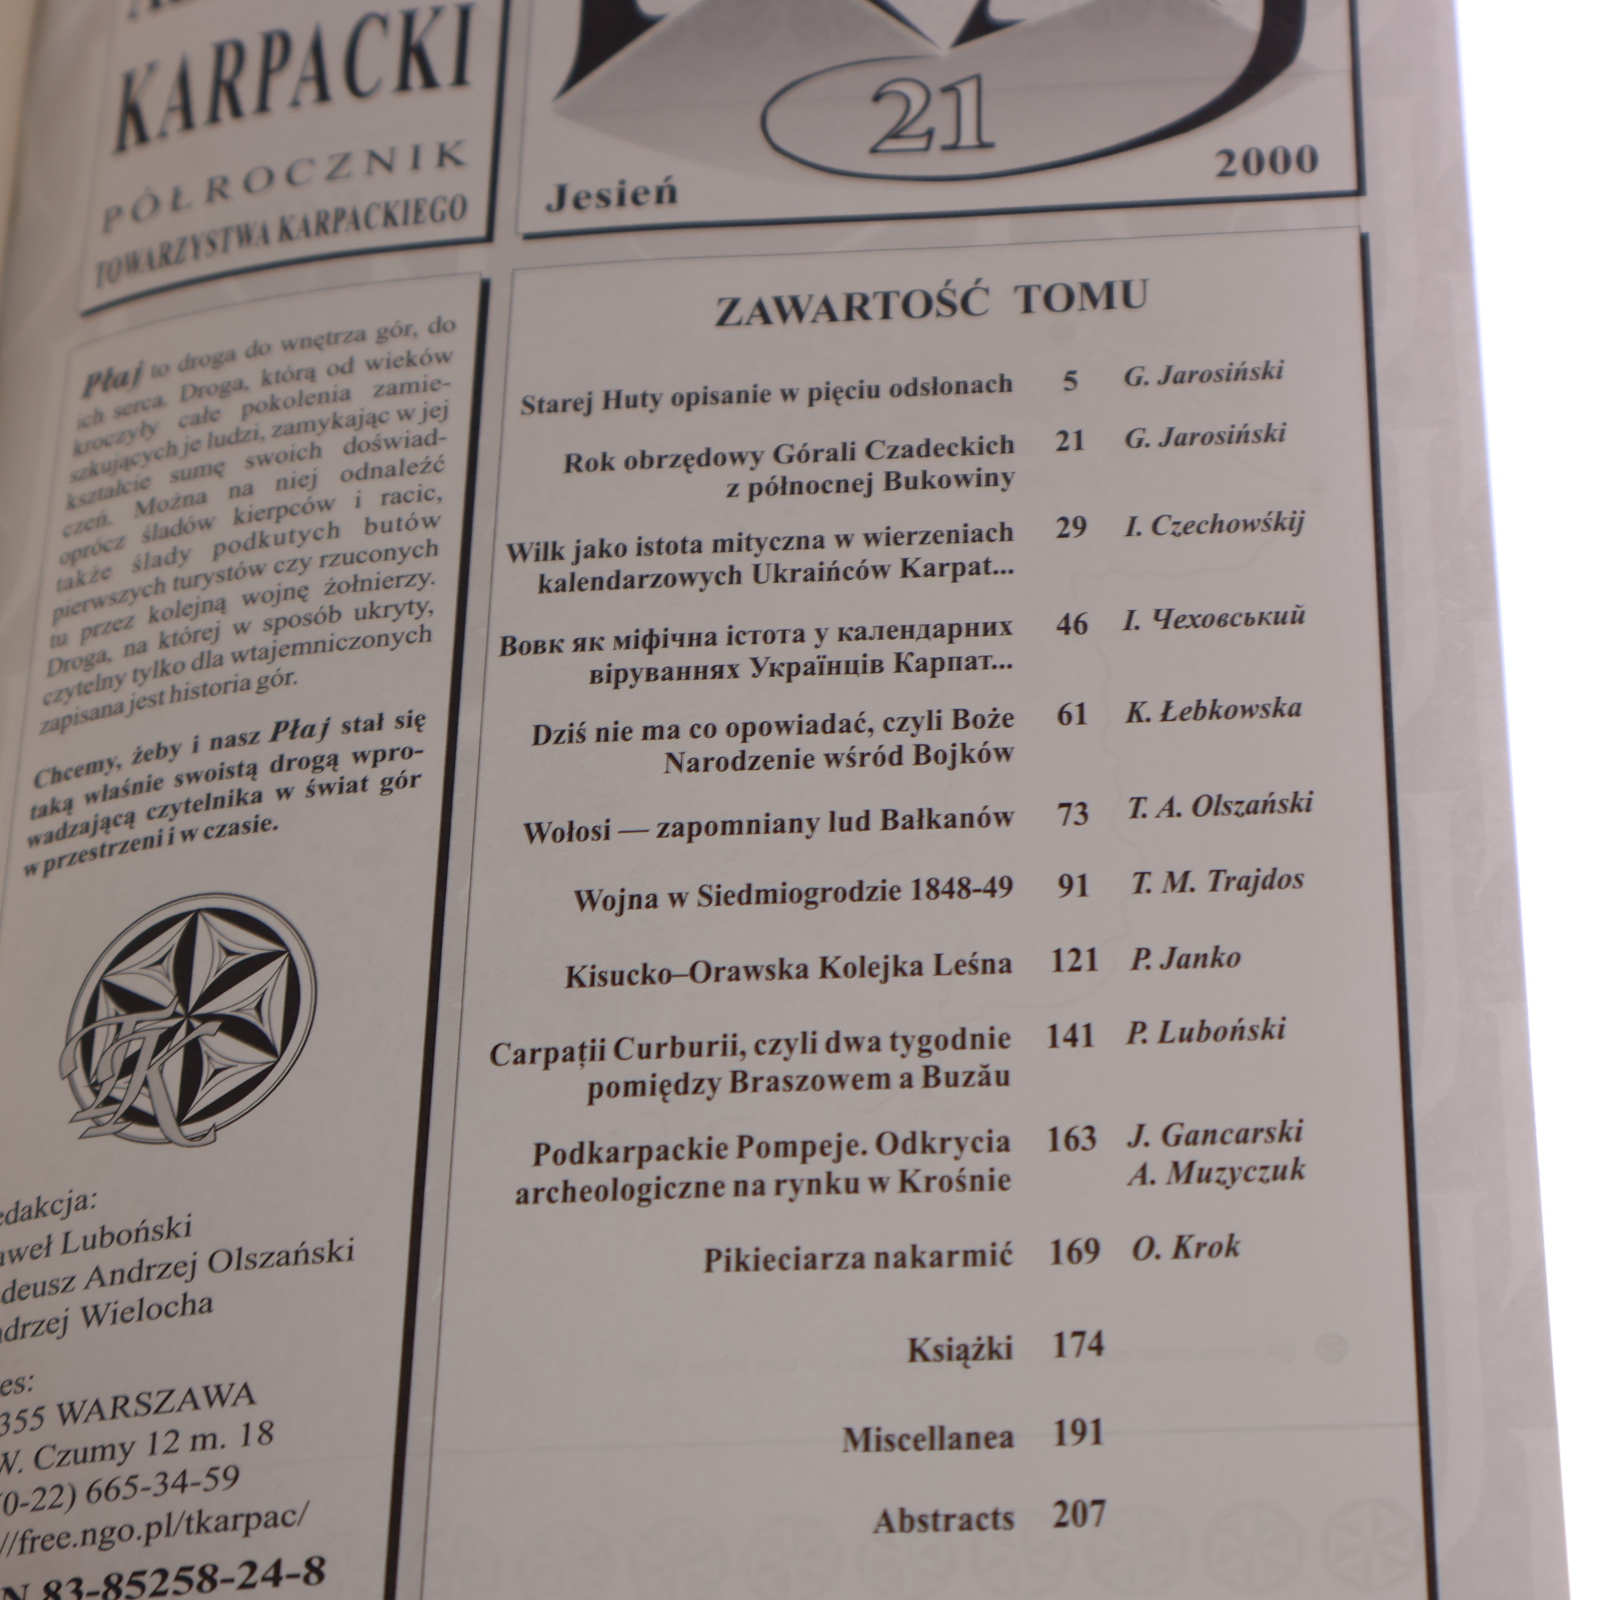 KARPACKI
PÓŁROCZNIK
TOWARZYSTWA KARPACKIEGO
Płaj to droga do wnętrza gór, do
ich serca. Droga, którą od wieków
kroczyły całe pokolenia zamie-
szkujących je ludzi, zamykając w jej
kształcie sumę swoich doświad-
czeń. Można na niej odnaleźć
oprócz śladów kierpców i racic,
także ślady podkutych butów
pierwszych turystów czy rzuconych
tu przez kolejną wojnę żołnierzy.
Droga, na której w sposób ukryty,
czytelny tylko dla wtajemniczonych
zapisana jest historia gór.
Chcemy, żeby i nasz Płaj stał się
taką właśnie swoistą drogą wpro-
wadzającą czytelnika w świat gór
w przestrzeni i w czasie.
TK
edakcja:
aweł Luboński
deusz Andrzej Olszański
drzej Wielocha
es:
355 WARSZAWA
W. Czumy 12 m. 18
(0-22) 665-34-59
//free.ngo.pl/tkarpac/
N 83-85258-24-8
21
Jesień 2000
ZAWARTOŚĆ TOMU
Starej Huty opisanie w pięciu odsłonach 5 G. Jarosiński
Rok obrzędowy Górali Czadeckich 21 G. Jarosiński
z północnej Bukowiny
Wilk jako istota mityczna w wierzeniach 29 I. Czechowśkij
kalendarzowych Ukraińców Karpat...
Вовк як міфічна істота у календарних 46 І. Чеховський
віруваннях Українців Карпат...
Dziś nie ma co opowiadać, czyli Boże 61 K. Łebkowska
Narodzenie wśród Bojków
Wołosi — zapomniany lud Bałkanów 73 T. A. Olszański
Wojna w Siedmiogrodzie 1848-49 91 T. M. Trajdos
Kisucko–Orawska Kolejka Leśna 121 P. Janko
Carpaţii Curburii, czyli dwa tygodnie 141 P. Luboński
pomiędzy Braszowem a Buzău
Podkarpackie Pompeje. Odkrycia 163 J. Gancarski
archeologiczne na rynku w Krośnie A. Muzyczuk
Pikieciarza nakarmić 169 O. Krok
Książki 174
Miscellanea 191
Abstracts 207